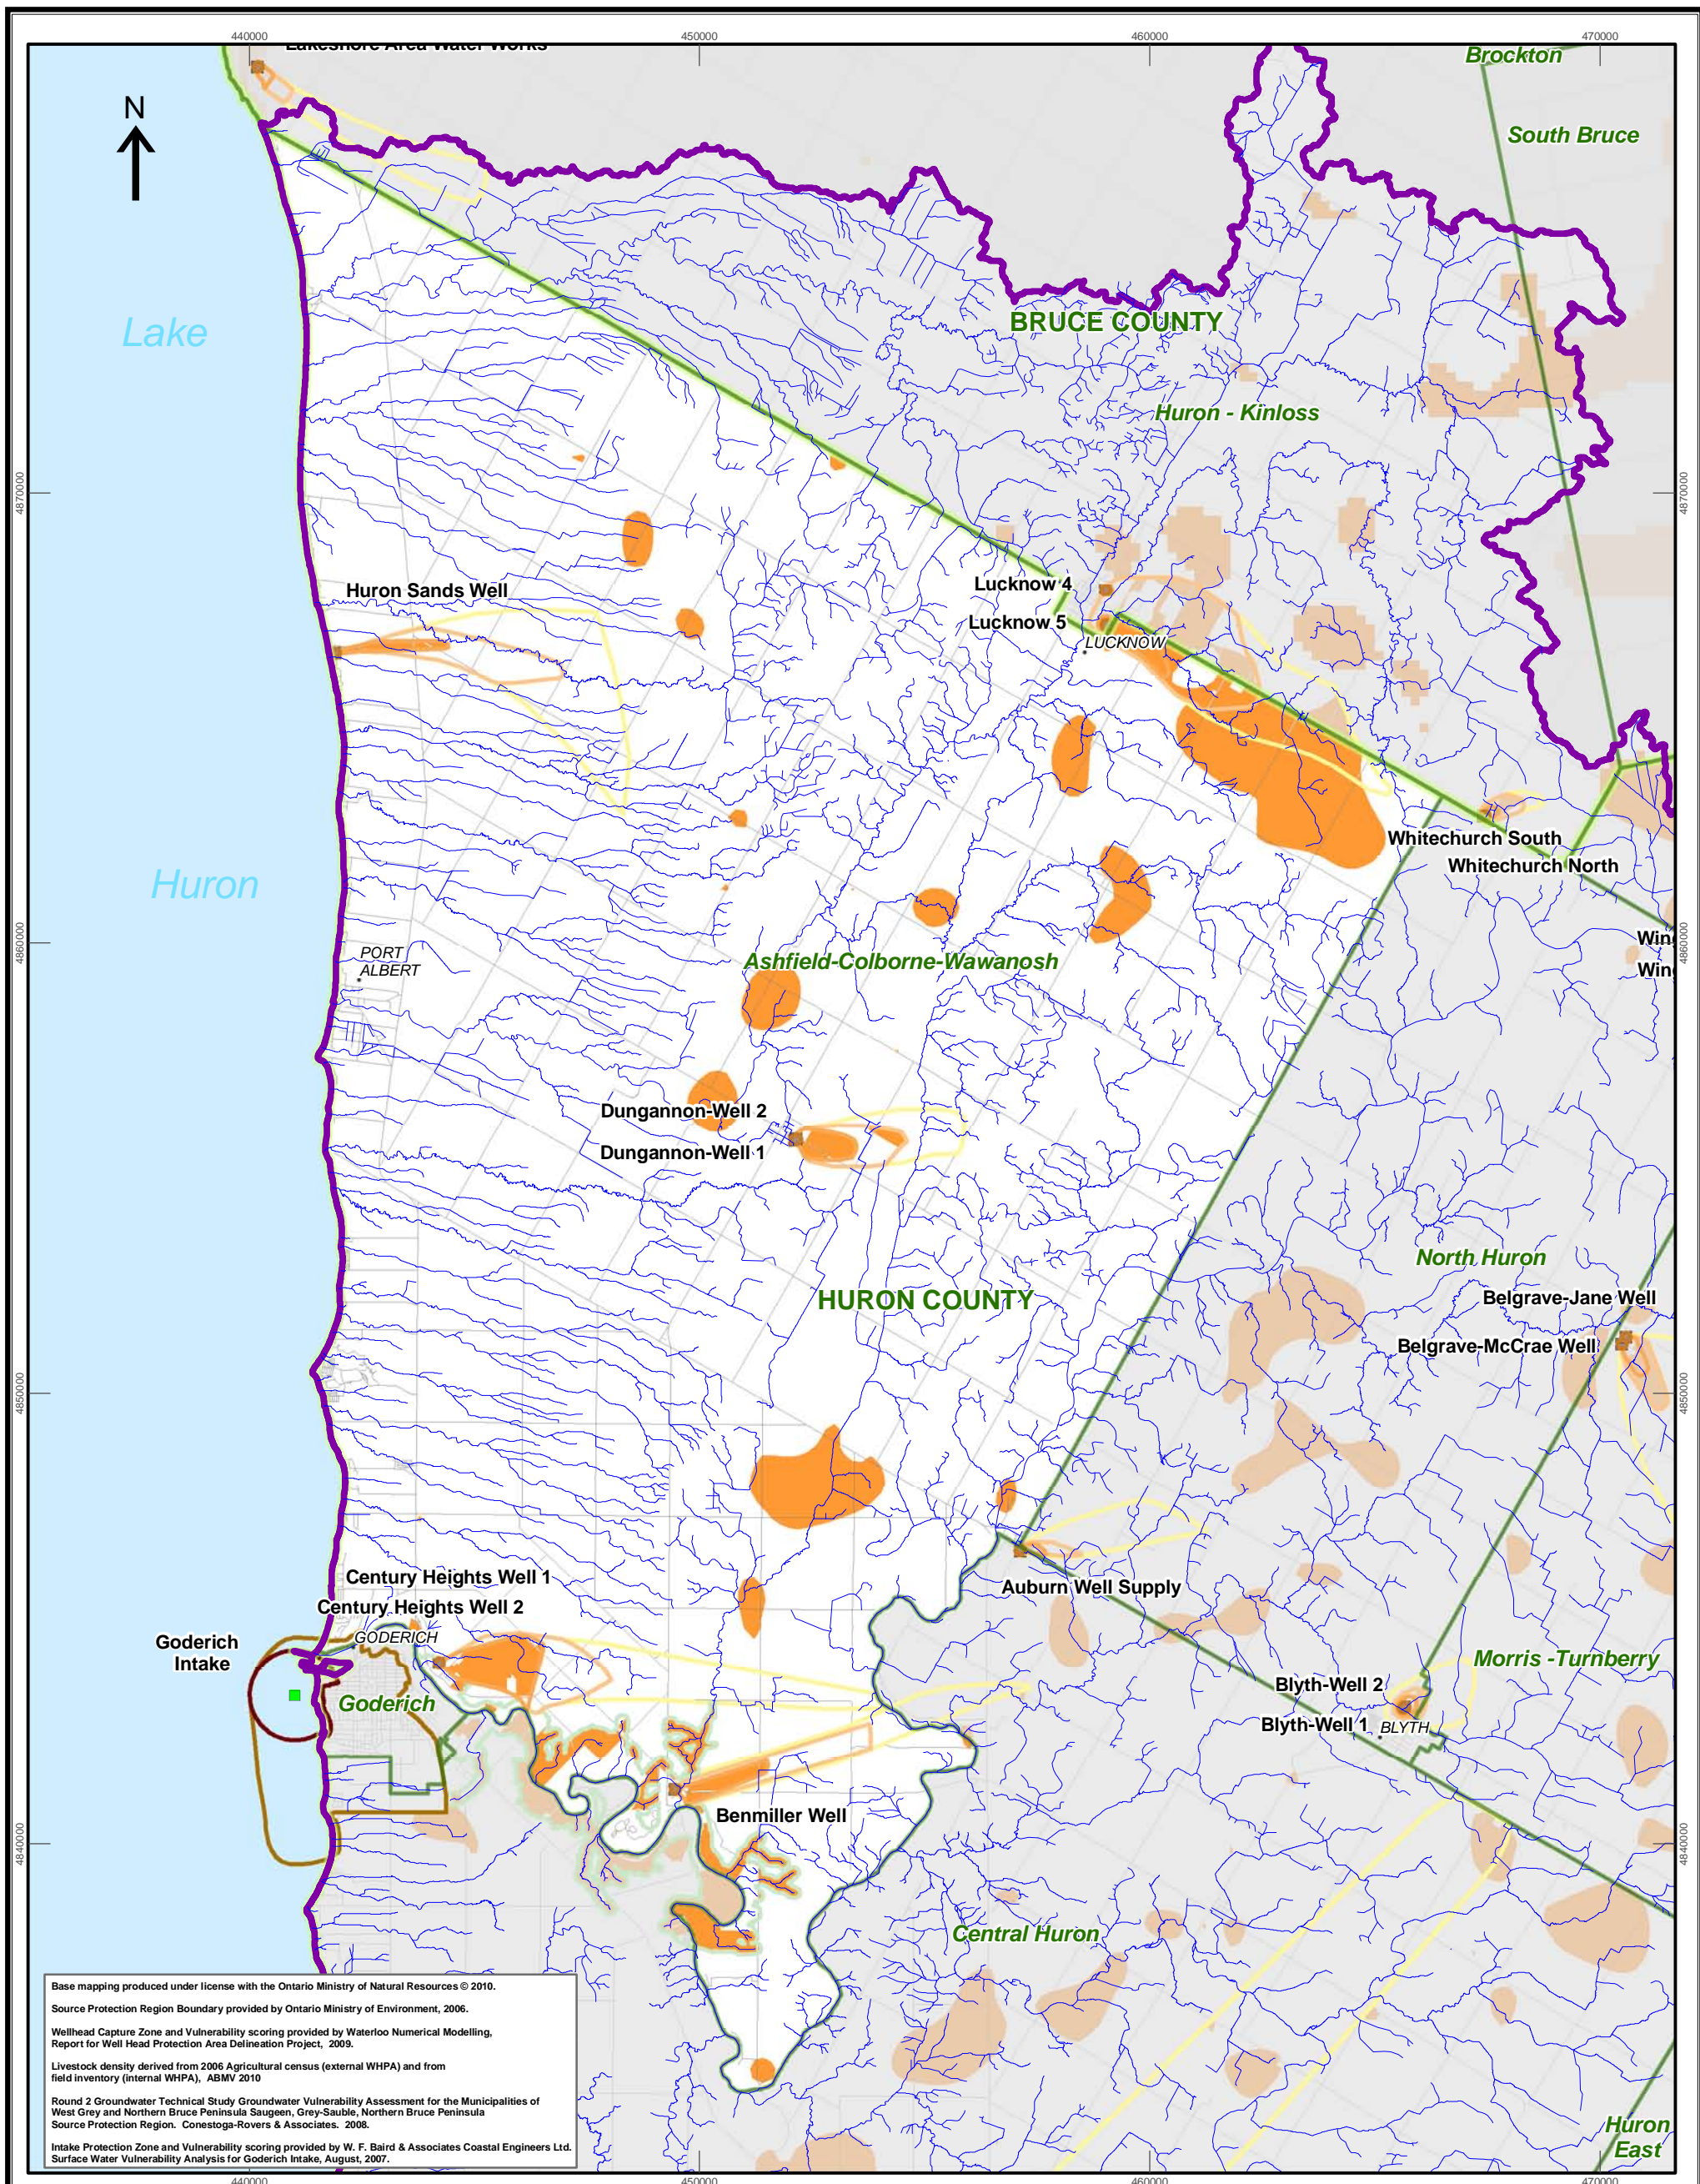 440000
450000
460000
470000
Lakeshore Area Water Works
Brockton
N
South Bruce
Lake
BRUCE COUNTY
Huron - Kinloss
4870000
4870000
Lucknow 4
Huron Sands Well
Lucknow 5
LUCKNOW
Whitechurch South
Whitechurch North
Huron
4860000
4860000
Win
PORT
ALBERT
Ashfield-Colborne-Wawanosh
Win
Dungannon-Well 2
Dungannon-Well 1
North Huron
HURON COUNTY
Belgrave-Jane Well
Belgrave-McCrae Well
4850000
4850000
Century Heights Well 1
Auburn Well Supply
Century Heights Well 2
GODERICH
Goderich
Intake
Morris -Turnberry
Blyth-Well 2
Goderich
Blyth-Well 1
BLYTH
Benmiller Well
4840000
4840000
Central Huron
Huron
East
Base mapping produced under license with the Ontario Ministry of Natural Resources © 2010.
Source Protection Region Boundary provided by Ontario Ministry of Environment, 2006.
Wellhead Capture Zone and Vulnerability scoring provided by Waterloo Numerical Modelling,
Report for Well Head Protection Area Delineation Project, 2009.
Livestock density derived from 2006 Agricultural census (external WHPA) and from
field inventory (internal WHPA), ABMV 2010
Round 2 Groundwater Technical Study Groundwater Vulnerability Assessment for the Municipalities of
West Grey and Northern Bruce Peninsula Saugeen, Grey-Sauble, Northern Bruce Peninsula
Source Protection Region. Conestoga-Rovers & Associates. 2008.
Intake Protection Zone and Vulnerability scoring provided by W. F. Baird & Associates Coastal Engineers Ltd.
Surface Water Vulnerability Analysis for Goderich Intake, August, 2007.
440000
450000
460000
470000